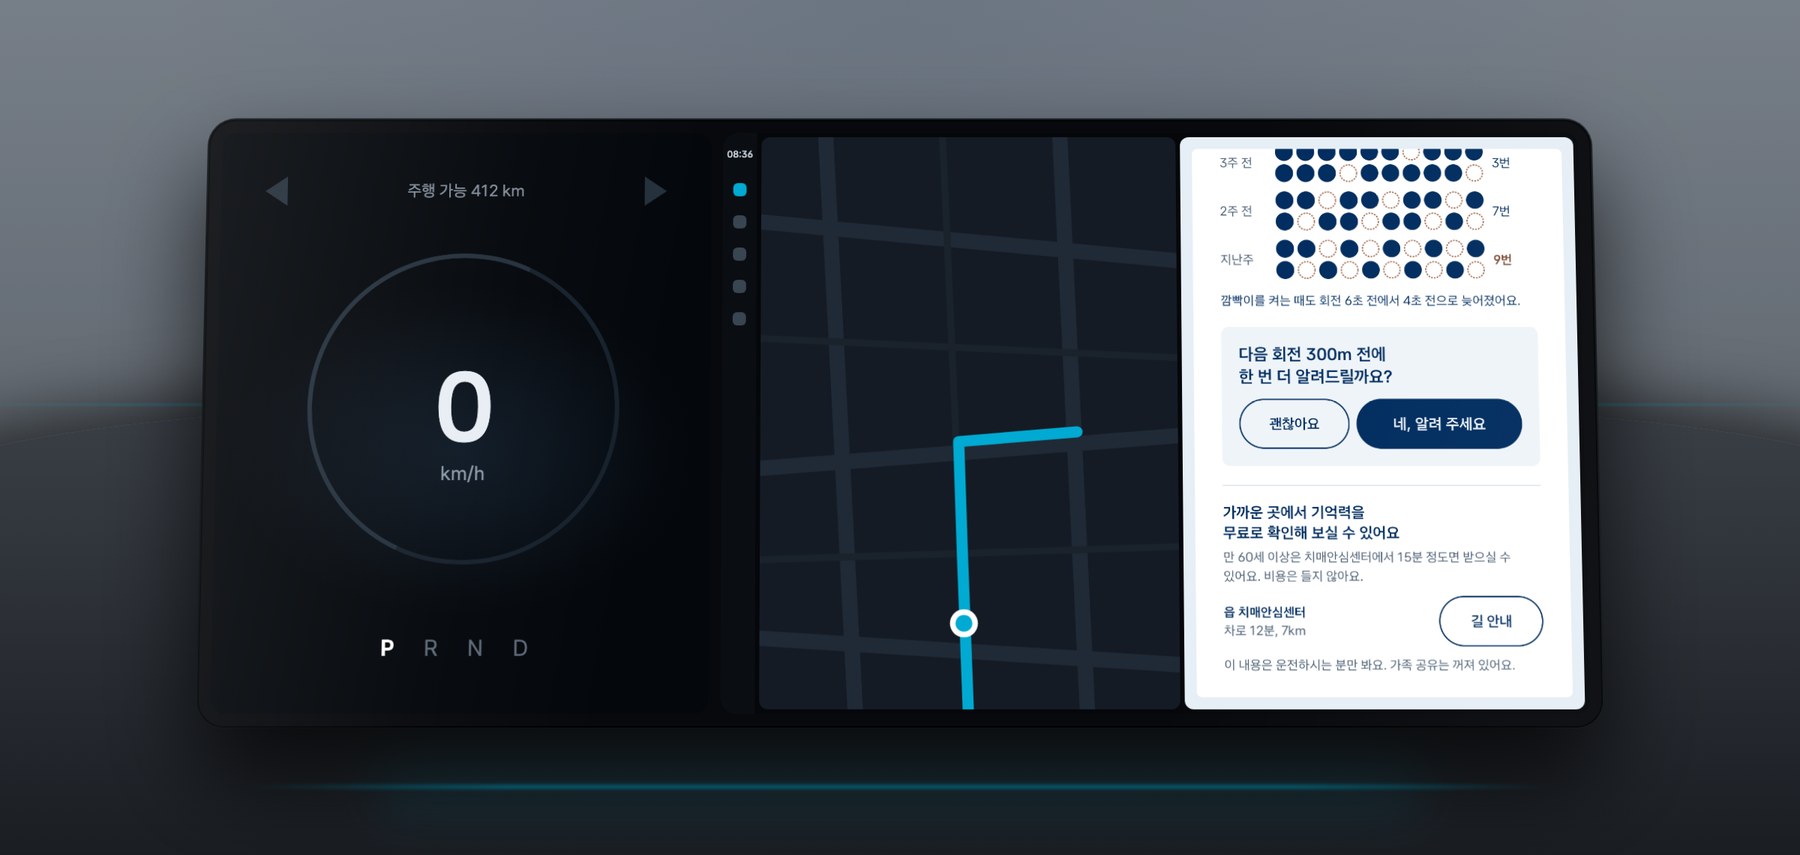 주행 가능 412 km
0
km/h
P R N D
08:36
3주 전
3번
2주 전
7번
지난주
9번
깜빡이를 켜는 때도 회전 6초 전에서 4초 전으로 늦어졌어요.
다음 회전 300m 전에
한 번 더 알려드릴까요?
괜찮아요
네, 알려 주세요
가까운 곳에서 기억력을
무료로 확인해 보실 수 있어요
만 60세 이상은 치매안심센터에서 15분 정도면 받으실 수
있어요. 비용은 들지 않아요.
읍 치매안심센터
차로 12분, 7km
길 안내
이 내용은 운전하시는 분만 봐요. 가족 공유는 꺼져 있어요.